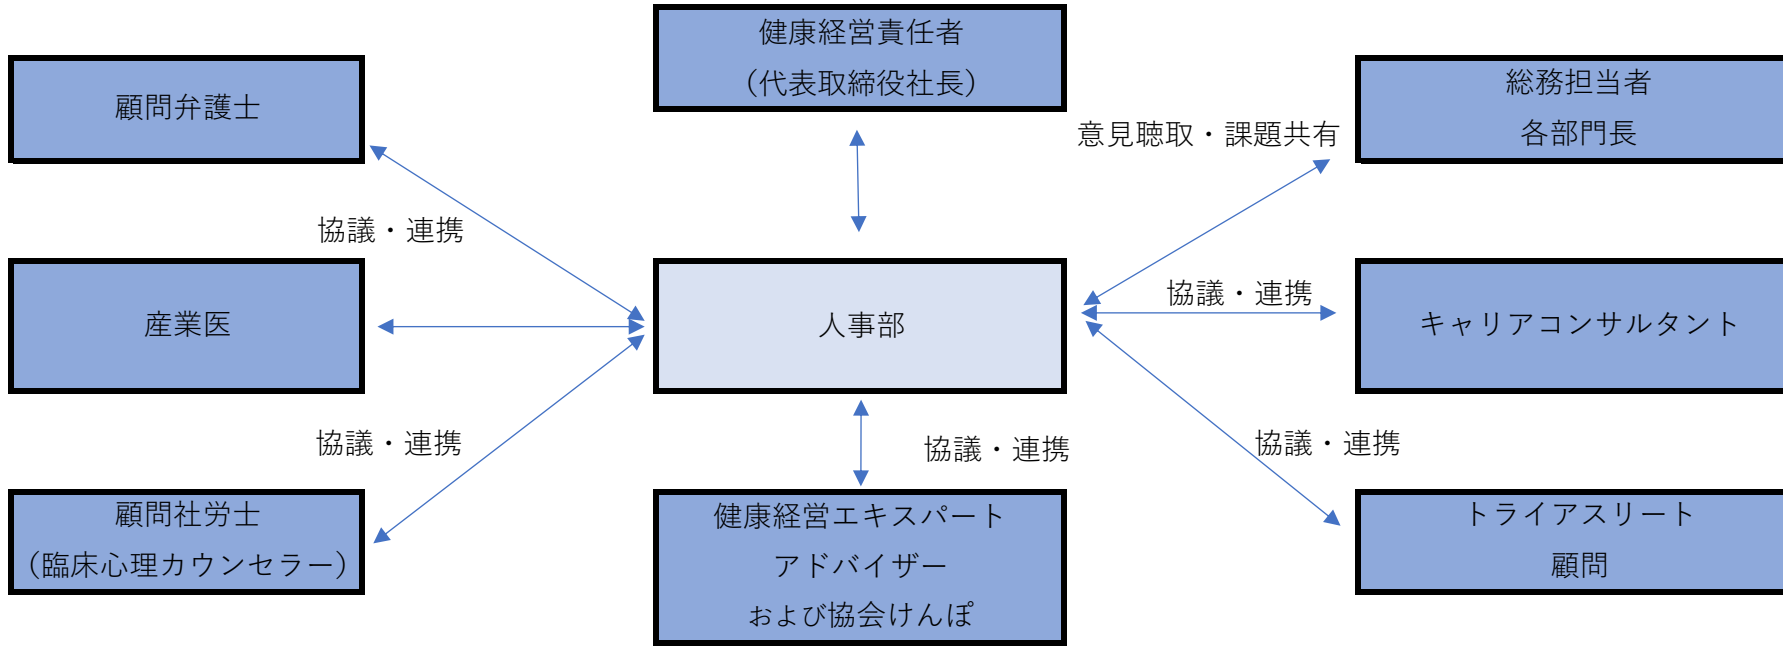 健康経営責任者
（代表取締役社長）
顧問弁護士
総務担当者
各部門長
意見聴取・課題共有
協議・連携
産業医
人事部
協議・連携
キャリアコンサルタント
協議・連携
協議・連携
協議・連携
顧問社労士
（臨床心理カウンセラー）
健康経営エキスパート
アドバイザー
および協会けんぽ
トライアスリート
顧問